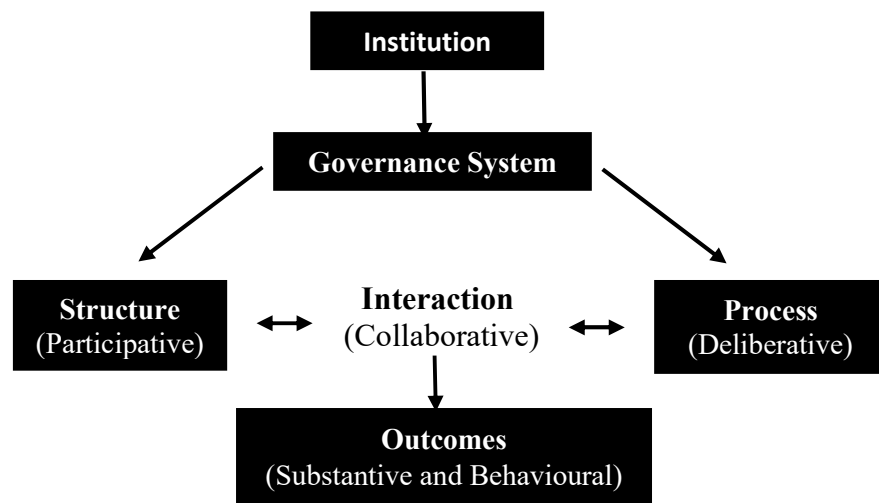 Institution
Governance System
Structure
(Participative)
Interaction
(Collaborative)
Process
(Deliberative)
Outcomes
(Substantive and Behavioural)